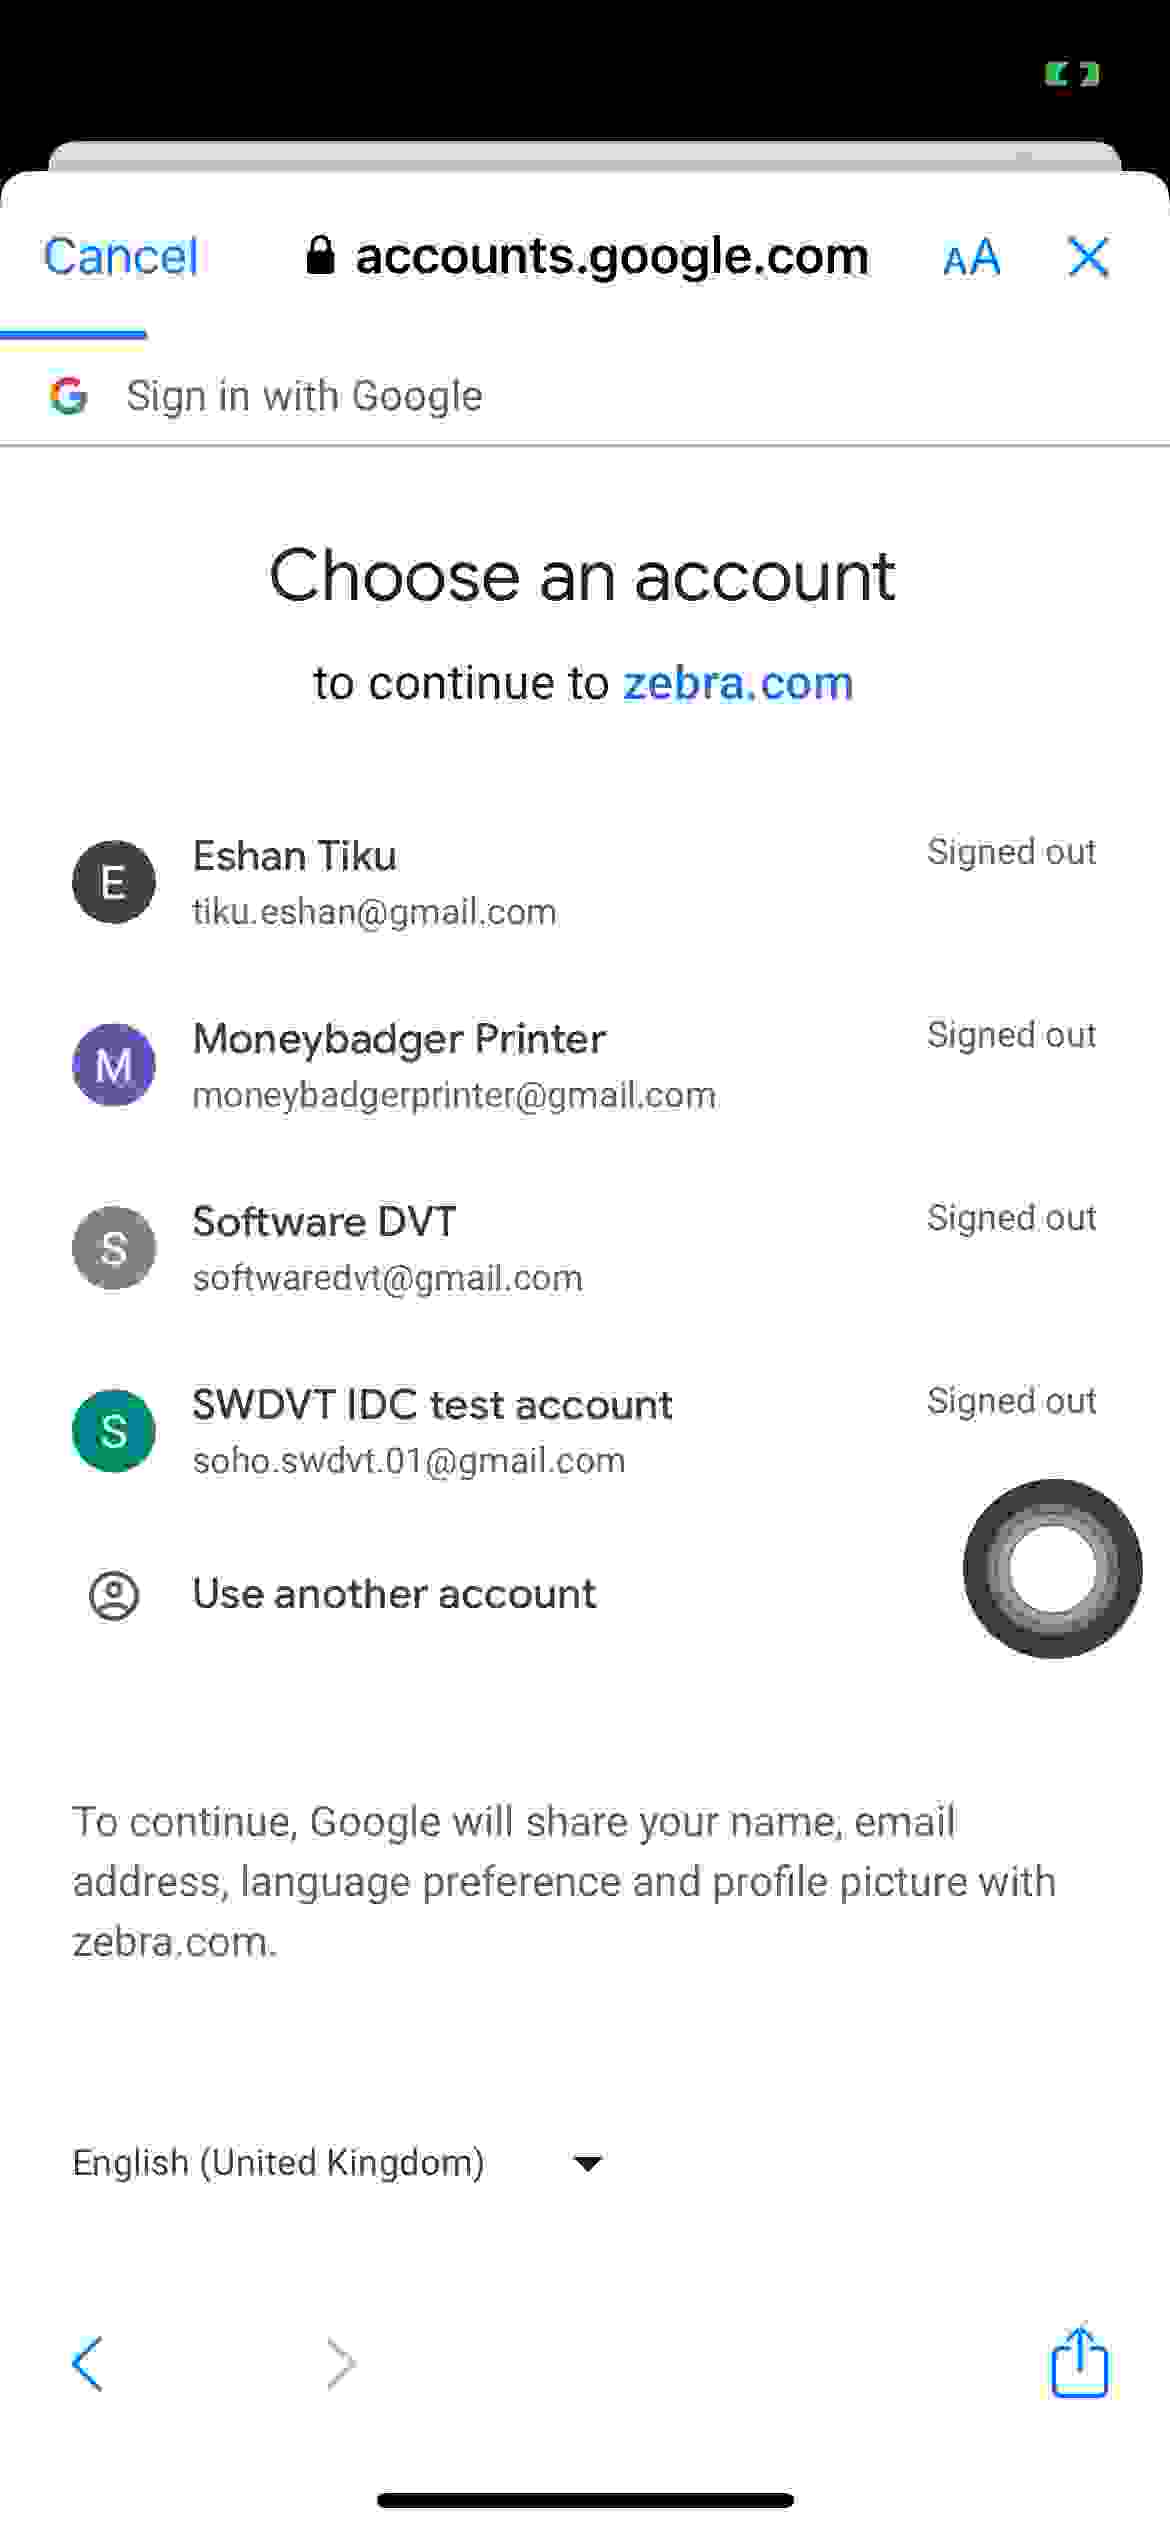 Cancel accounts.google.com AA
Sign in with Google
Choose an account
to continue to zebra.com
E Eshan Tiku Signed out
tiku.eshan@gmail.com
M Moneybadger Printer Signed out
moneybadgerprinter@gmail.com
S Software DVT Signed out
softwaredvt@gmail.com
S SWDVT IDC test account Signed out
soho.swdvt.01@gmail.com
Use another account
To continue, Google will share your name, email
address, language preference and profile picture with
zebra.com.
English (United Kingdom)